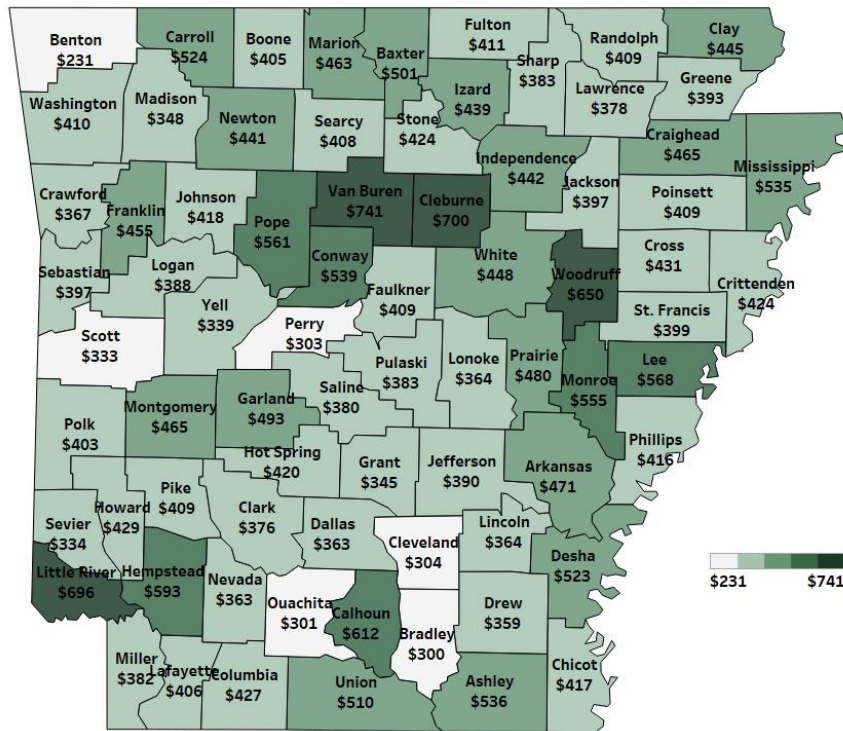 Benton
$231
Carroll
$524
Boone
$405
Marion
$463
Baxter
$501
Fulton
$411
Sharp
$383
Randolph
$409
Clay
$445
Greene
$393
Lawrence
$378
Izard
$439
Washington
$410
Madison
$348
Newton
$441
Searcy
$408
Stone
$424
Independence
$442
Jackson
$397
Craighead
$465
Mississippi
$535
Poinsett
$409
Crawford
$367
Franklin
$455
Johnson
$418
Pope
$561
Van Buren
$741
Cleburne
$700
Conway
$539
White
$448
Woodruff
$650
Cross
$431
Crittenden
$424
St. Francis
$399
Sebastian
$397
Logan
$388
Yell
$339
Faulkner
$409
Scott
$333
Perry
$303
Pulaski
$383
Lonoke
$364
Prairie
$480
Monroe
$555
Lee
$568
Saline
$380
Garland
$493
Montgomery
$465
Polk
$403
Hot Spring
$420
Grant
$345
Jefferson
$390
Arkansas
$471
Phillips
$416
Pike
$409
Howard
$429
Sevier
$334
Clark
$376
Dallas
$363
Cleveland
$304
Lincoln
$364
Desha
$523
Little River
$696
Hempstead
$593
Nevada
$363
Ouachita
$301
Calhoun
$612
Bradley
$300
Drew
$359
Chicot
$417
Miller
$382
Lafayette
$406
Columbia
$427
Union
$510
Ashley
$536
$231
$741